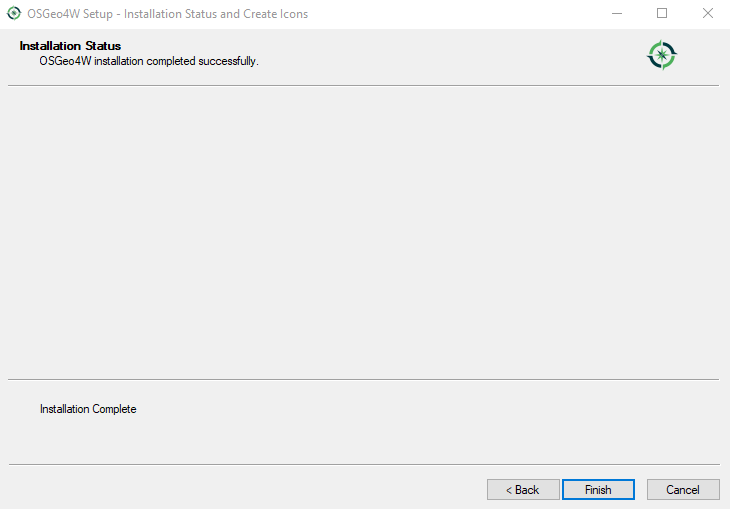 OSGeo4W Setup - Installation Status and Create Icons
Installation Status
OSGeo4W installation completed successfully.
Installation Complete
< Back
Finish
Cancel